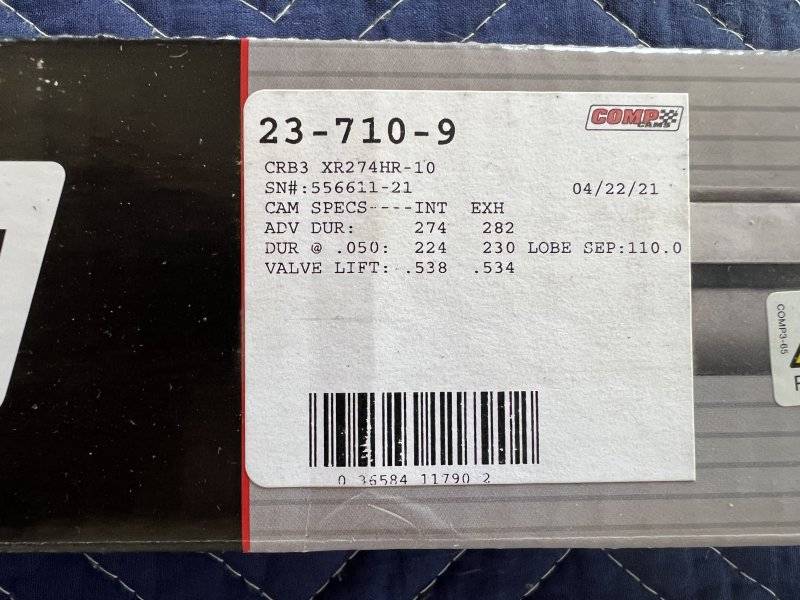 COMP
CAMS
23-710-9
CRB3 XR274HR-10
SN#:556611-21 04/22/21
CAM SPECS----INT EXH
ADV DUR: 274 282
DUR @ .050: 224 230 LOBE SEP:110.0
VALVE LIFT: .538 .534
0 36584 11790 2
COMP3-65